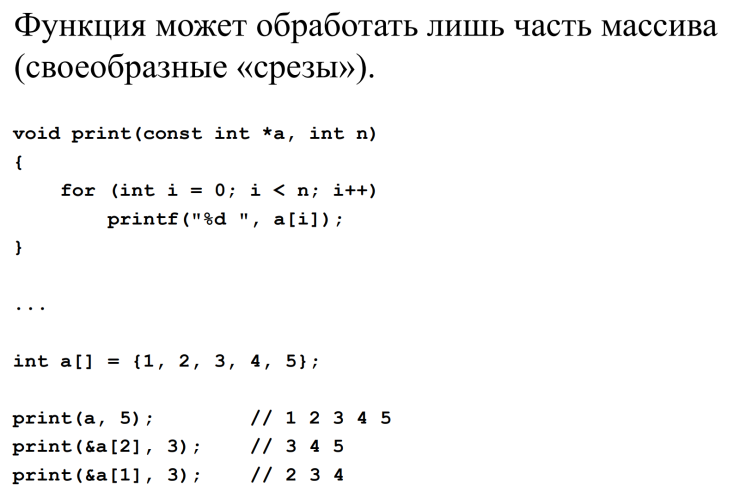 Функция может обработать лишь часть массива
(своеобразные «срезы»).
void print(const int *a, int n)
{
    for (int i = 0; i < n; i++)
        printf("%d ", a[i]);
}
...
int a[] = {1, 2, 3, 4, 5};
print(a, 5);        // 1 2 3 4 5
print(&a[2], 3);    // 3 4 5
print(&a[1], 3);    // 2 3 4